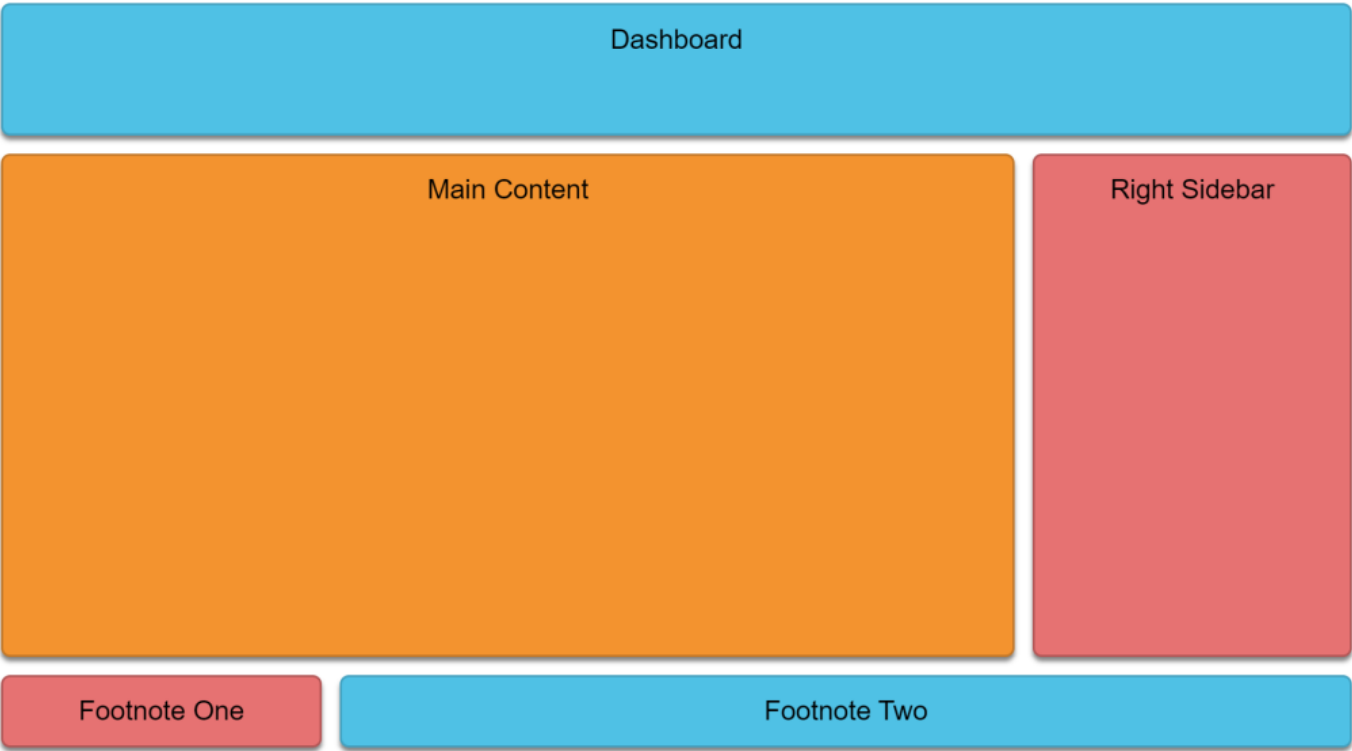 Dashboard
Main Content
Right Sidebar
Footnote One
Footnote Two